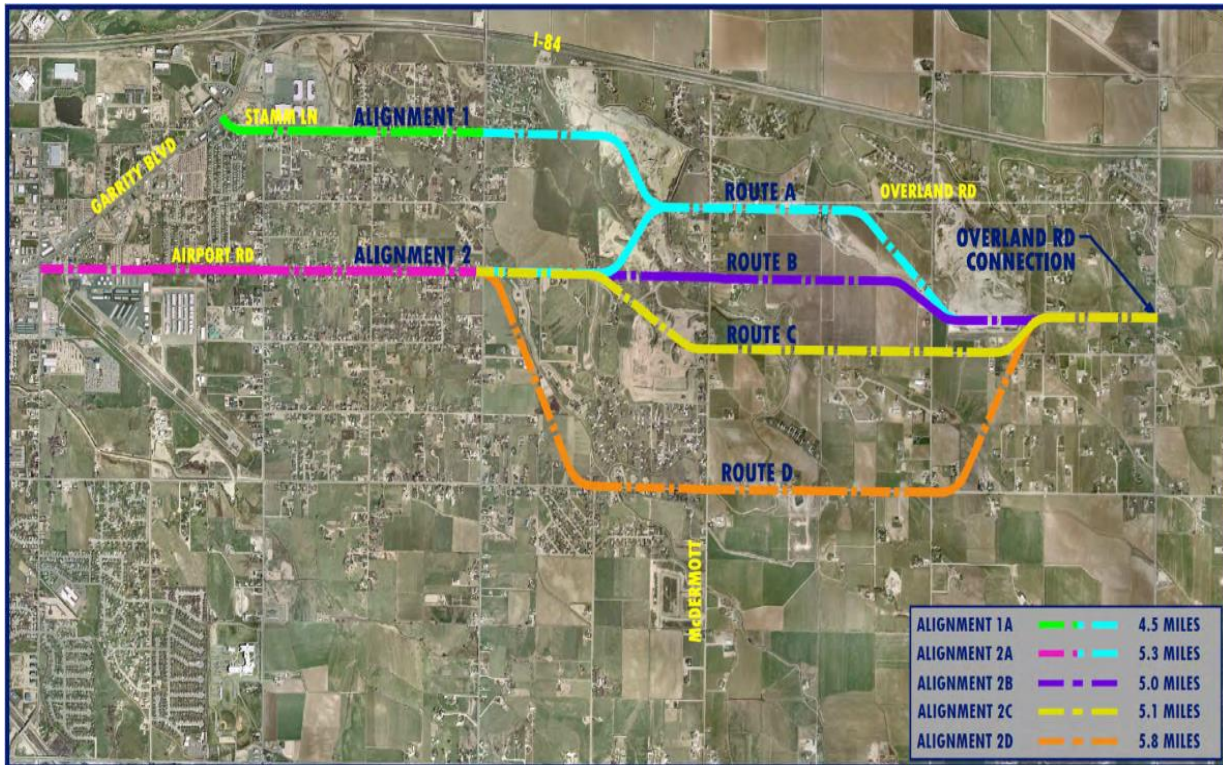 I-84
STAMM LN
ALIGNMENT 1
GARRITY BLVD
ROUTE A
OVERLAND RD
OVERLAND RD
CONNECTION
AIRPORT RD
ALIGNMENT 2
ROUTE B
ROUTE C
ROUTE D
McDERMOTT
ALIGNMENT 1A 4.5 MILES
ALIGNMENT 2A 5.3 MILES
ALIGNMENT 2B 5.0 MILES
ALIGNMENT 2C 5.1 MILES
ALIGNMENT 2D 5.8 MILES